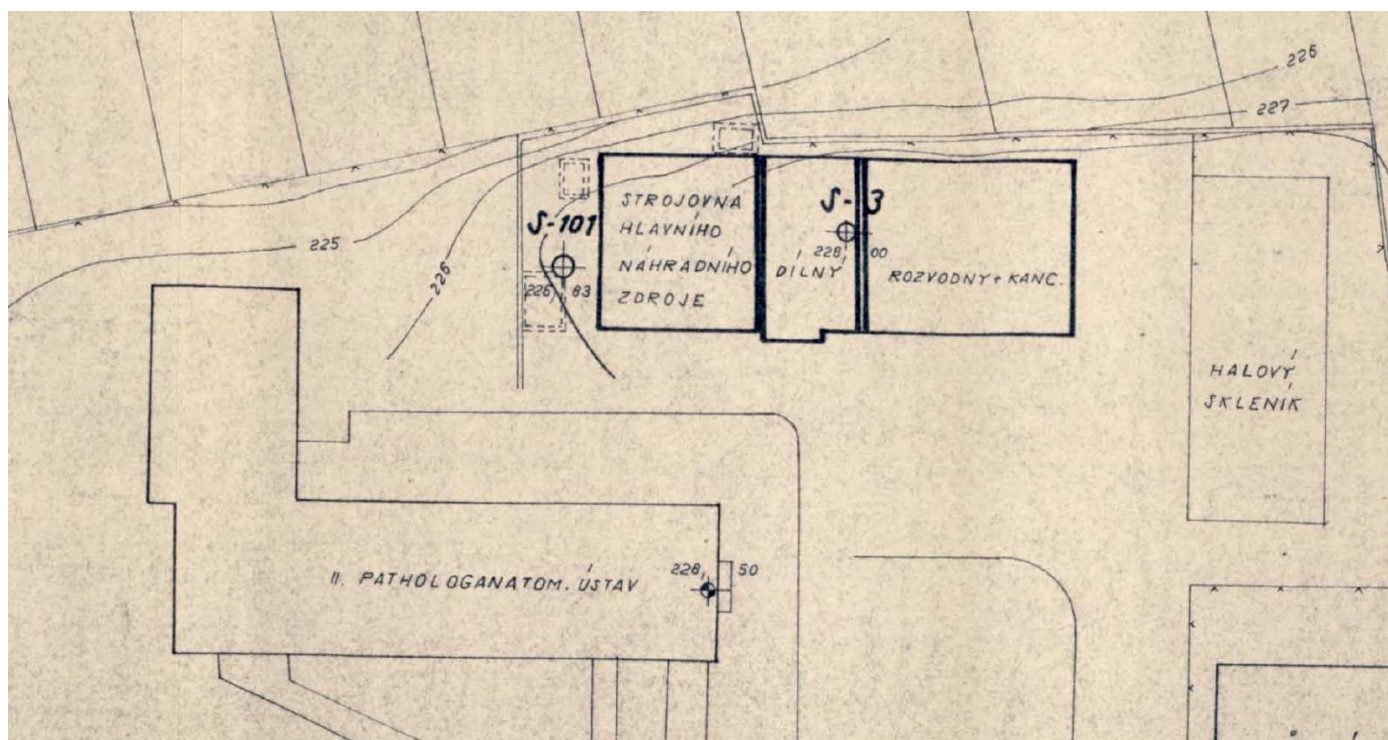 226
227
STROJOVNA
HLAVNÍHO
NÁHRADNÍHO
ZDROJE
S-101
226,83
S-3
228,00
DÍLNY
ROZVODNY + KANC.
225
226
HALOVÝ
SKLENÍK
II. PATHOLOGANATOM. ÚSTAV
228,50